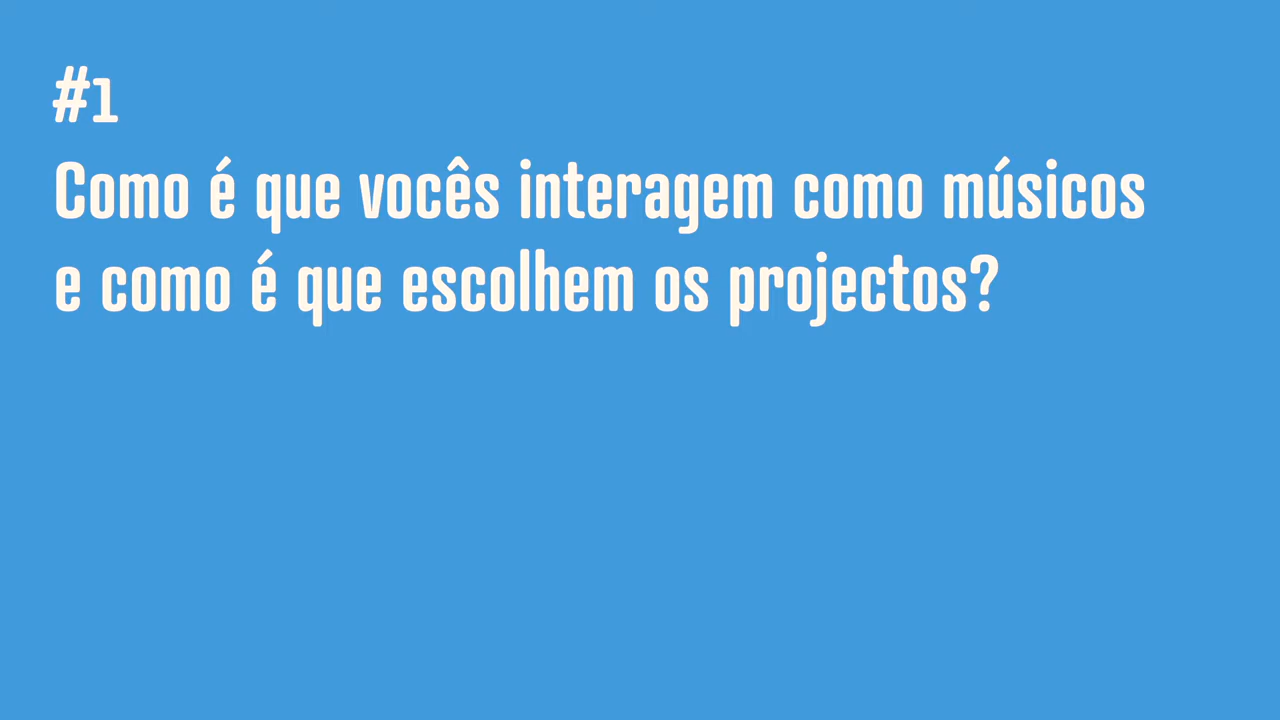 #1
Como é que vocês interagem como músicos
e como é que escolhem os projectos?